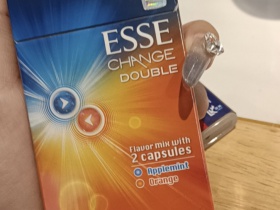 ESSE
CHANGE
DOUBLE
Flavor mix with
2 capsules
Applemint
Orange